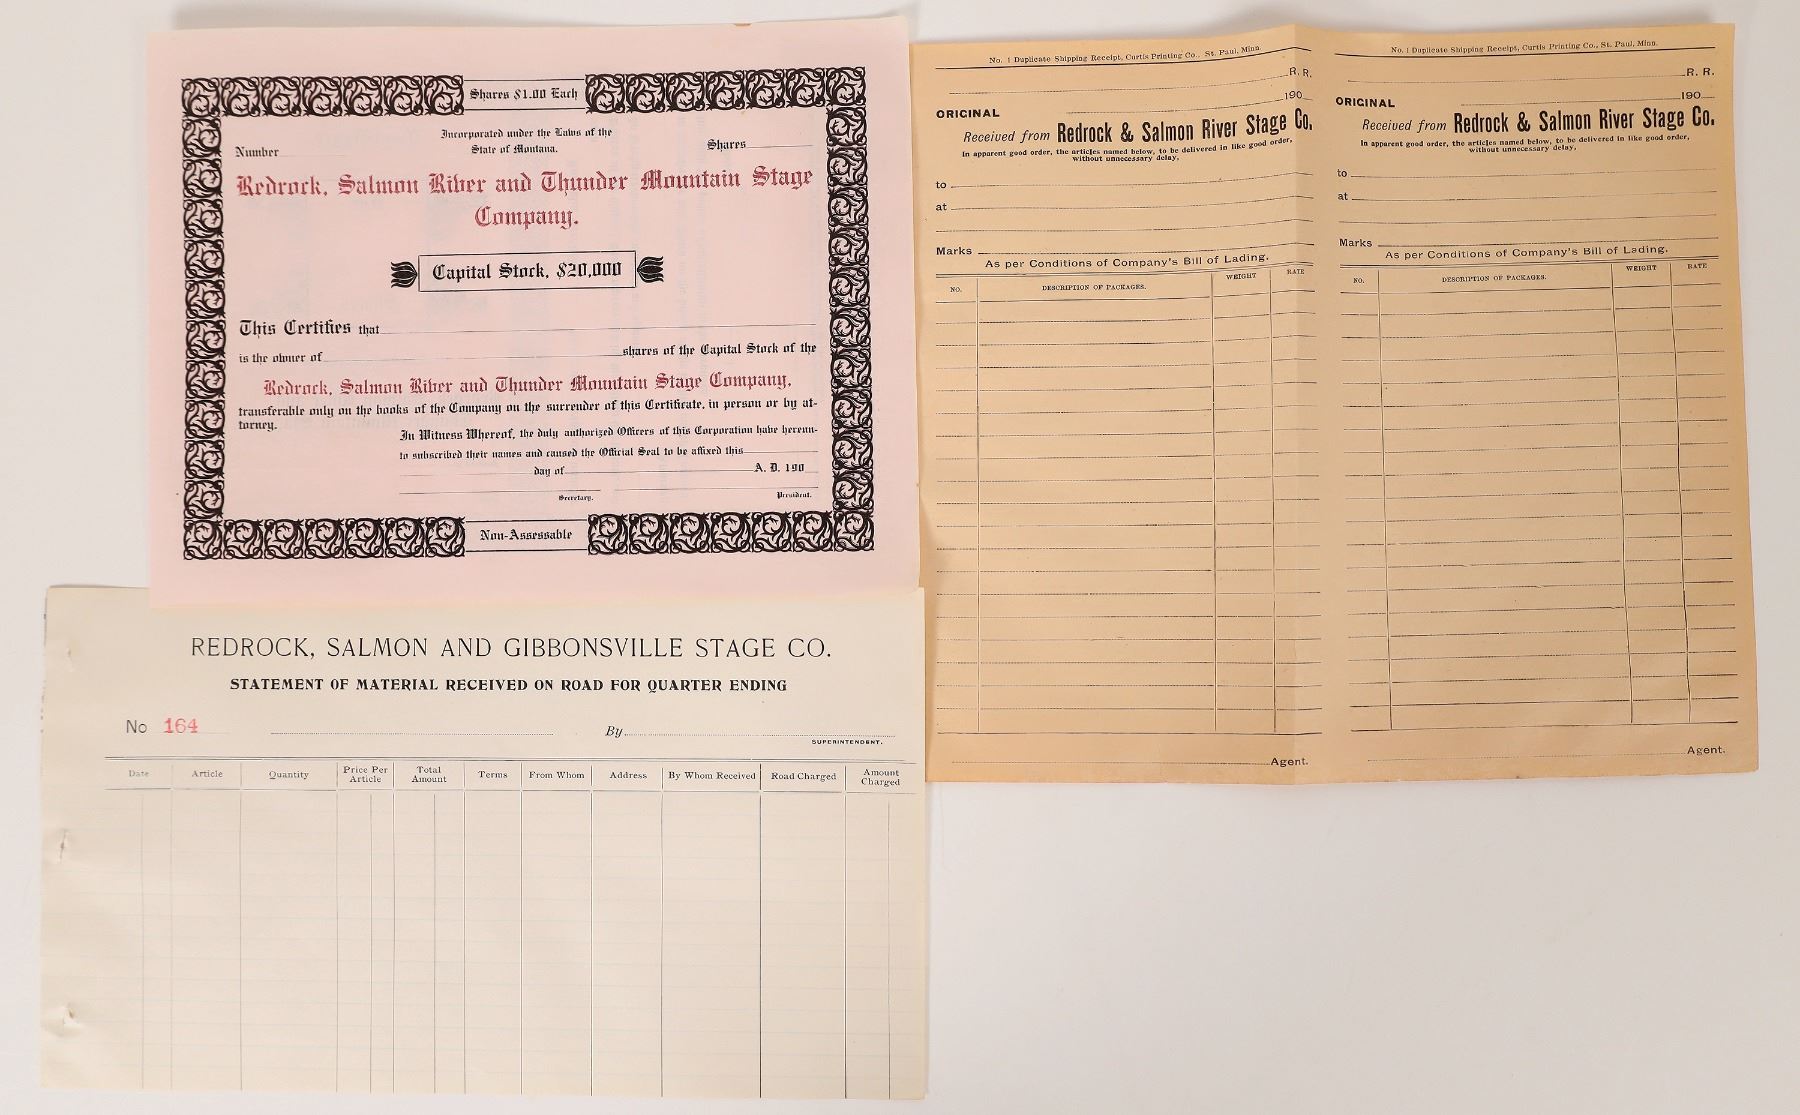 Shares $1.00 Each
Incorporated under the Laws of the
State of Montana.
Number
Shares
Redrock, Salmon River and Thunder Mountain Stage
Company.
Capital Stock, $20,000
This Certifies that
is the owner of shares of the Capital Stock of the
Redrock, Salmon River and Thunder Mountain Stage Company,
transferable only on the books of the Company on the surrender of this Certificate, in person or by at-
torney.
In Witness Whereof, the duly authorized Officers of this Corporation have hereun-
to subscribed their names and caused the Official Seal to be affixed this
day of A. D. 190
Secretary. President.
Non-Assessable
No. 1 Duplicate Shipping Receipt, Curtis Printing Co., St. Paul, Minn.
R. R.
190
ORIGINAL
Received from Redrock & Salmon River Stage Co.
In apparent good order, the articles named below, to be delivered in like good order,
without unnecessary delay,
to
at
Marks
As per Conditions of Company's Bill of Lading.
NO. DESCRIPTION OF PACKAGES. WEIGHT RATE
Agent.
No. 1 Duplicate Shipping Receipt, Curtis Printing Co., St. Paul, Minn.
R. R.
190
ORIGINAL
Received from Redrock & Salmon River Stage Co.
In apparent good order, the articles named below, to be delivered in like good order,
without unnecessary delay,
to
at
Marks
As per Conditions of Company's Bill of Lading.
NO. DESCRIPTION OF PACKAGES. WEIGHT RATE
Agent.
REDROCK, SALMON AND GIBBONSVILLE STAGE CO.
STATEMENT OF MATERIAL RECEIVED ON ROAD FOR QUARTER ENDING
No 164 By
SUPERINTENDENT.
Date Article Quantity Price Per Article Total Amount Terms From Whom Address By Whom Received Road Charged Amount Charged